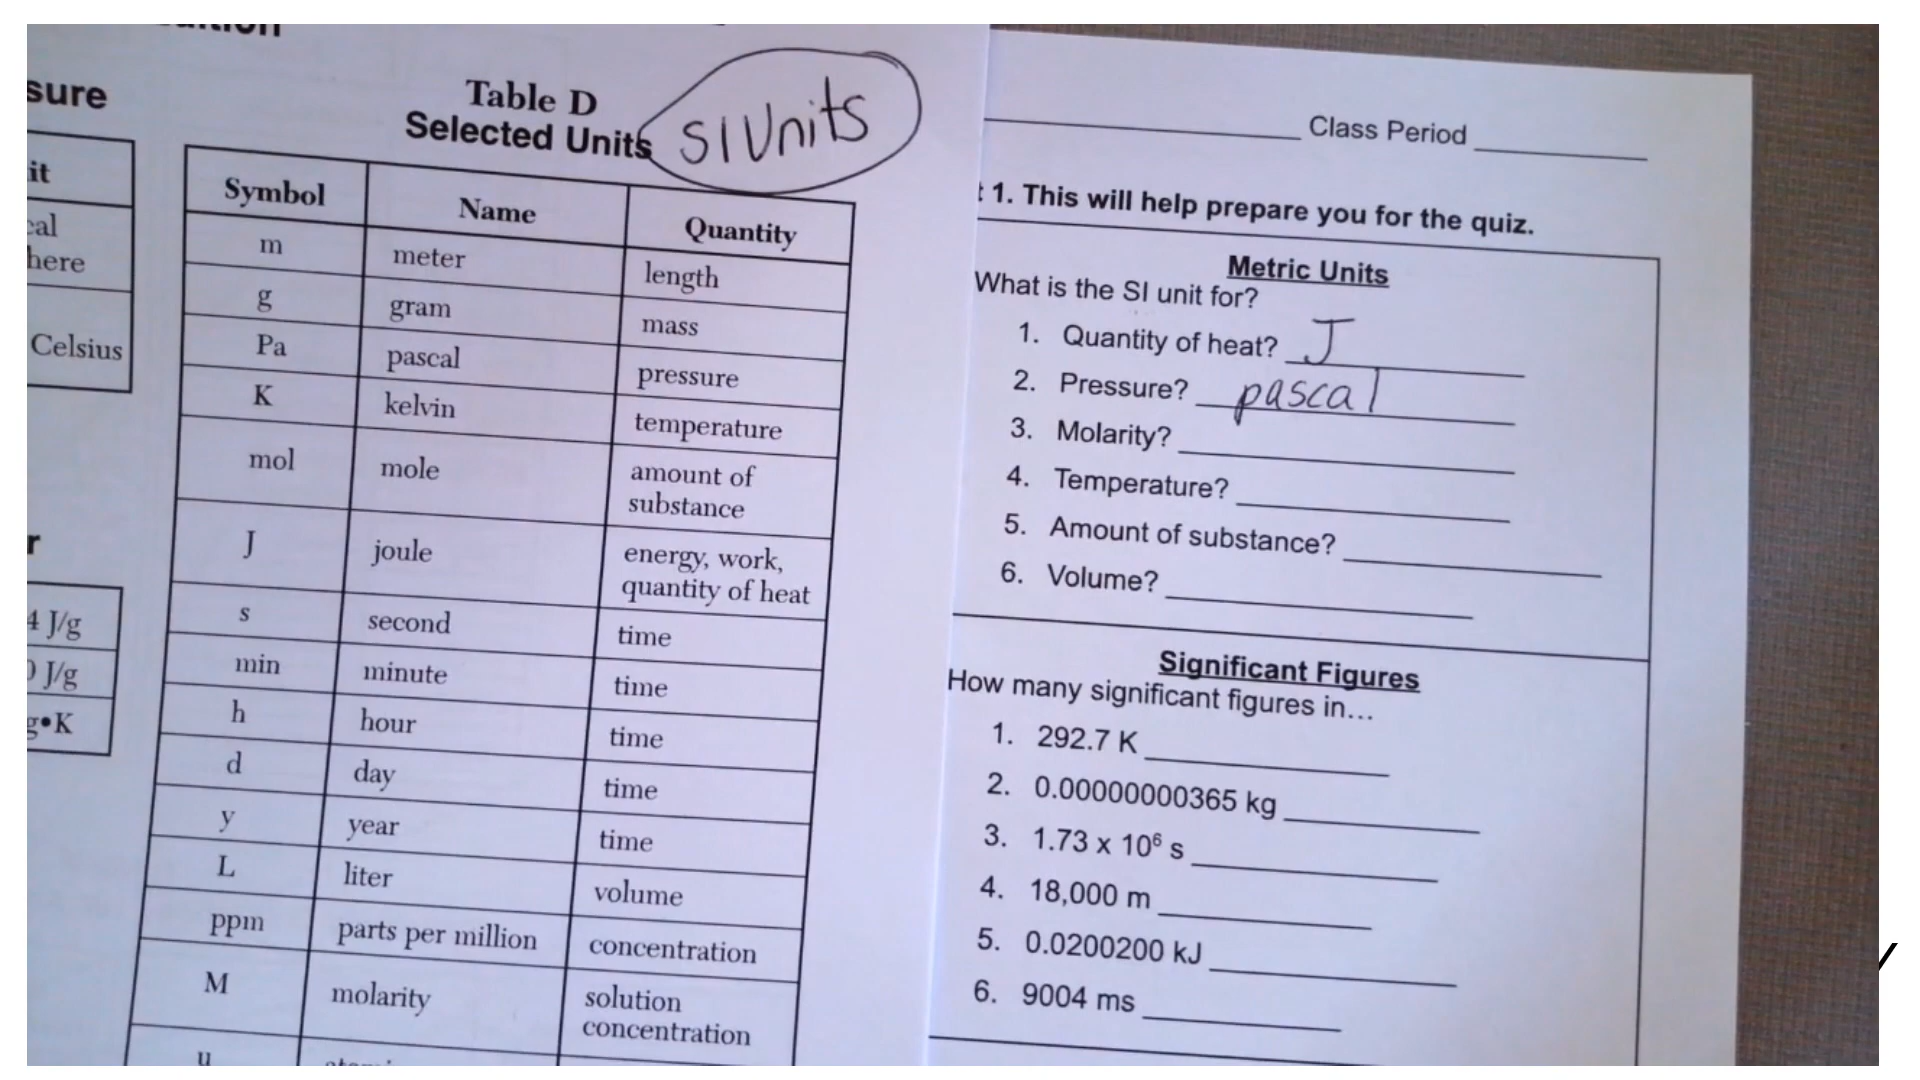 sure
it
cal
here
Celsius
r
4 J/g
0 J/g
g•K
Table D
Selected Units
SI Units
Symbol Name Quantity
m meter length
g gram mass
Pa pascal pressure
K kelvin temperature
mol mole amount of
substance
J joule energy, work,
quantity of heat
s second time
min minute time
h hour time
d day time
y year time
L liter volume
ppm parts per million concentration
M molarity solution
concentration
u
Class Period
1. This will help prepare you for the quiz.
Metric Units
What is the SI unit for?
1. Quantity of heat? J
2. Pressure? pascal
3. Molarity?
4. Temperature?
5. Amount of substance?
6. Volume?
Significant Figures
How many significant figures in...
1. 292.7 K
2. 0.00000000365 kg
3. 1.73 x 10⁶ s
4. 18,000 m
5. 0.0200200 kJ
6. 9004 ms